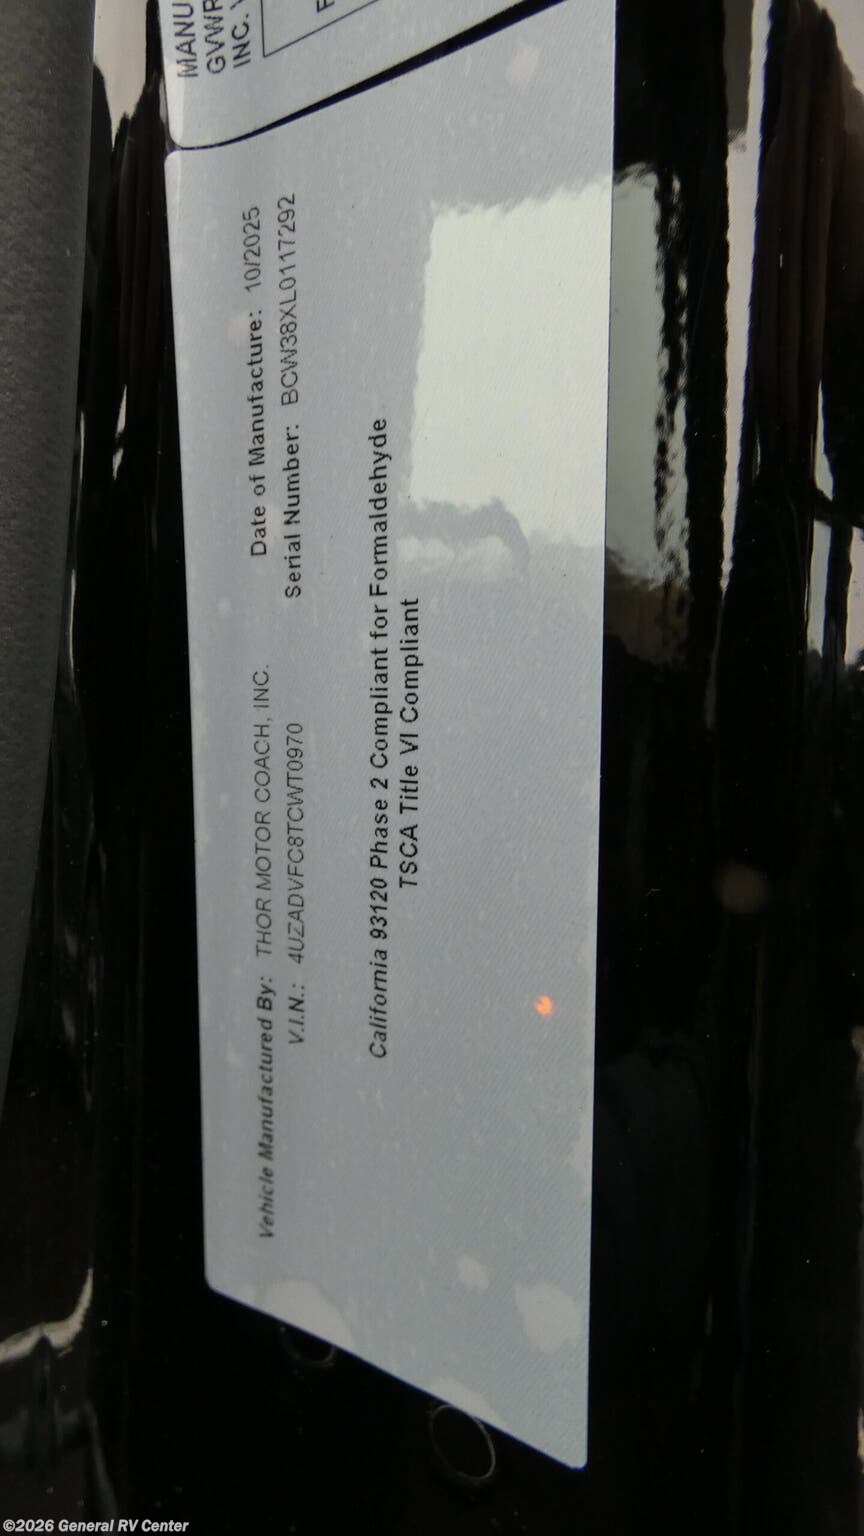 MANU
GVWR
INC.
Vehicle Manufactured By: THOR MOTOR COACH, INC. Date of Manufacture: 10/2025
V.I.N.: 4UZADVFC8TCWT0970 Serial Number: BCW38XL0117292
California 93120 Phase 2 Compliant for Formaldehyde
TSCA Title VI Compliant
©2026 General RV Center